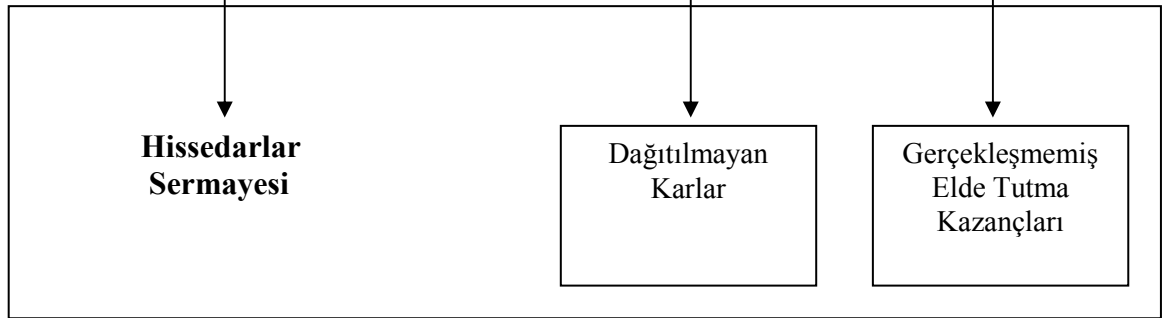 Hissedarlar
Sermayesi
Dağıtılmayan
Karlar
Gerçekleşmemiş
Elde Tutma
Kazançları